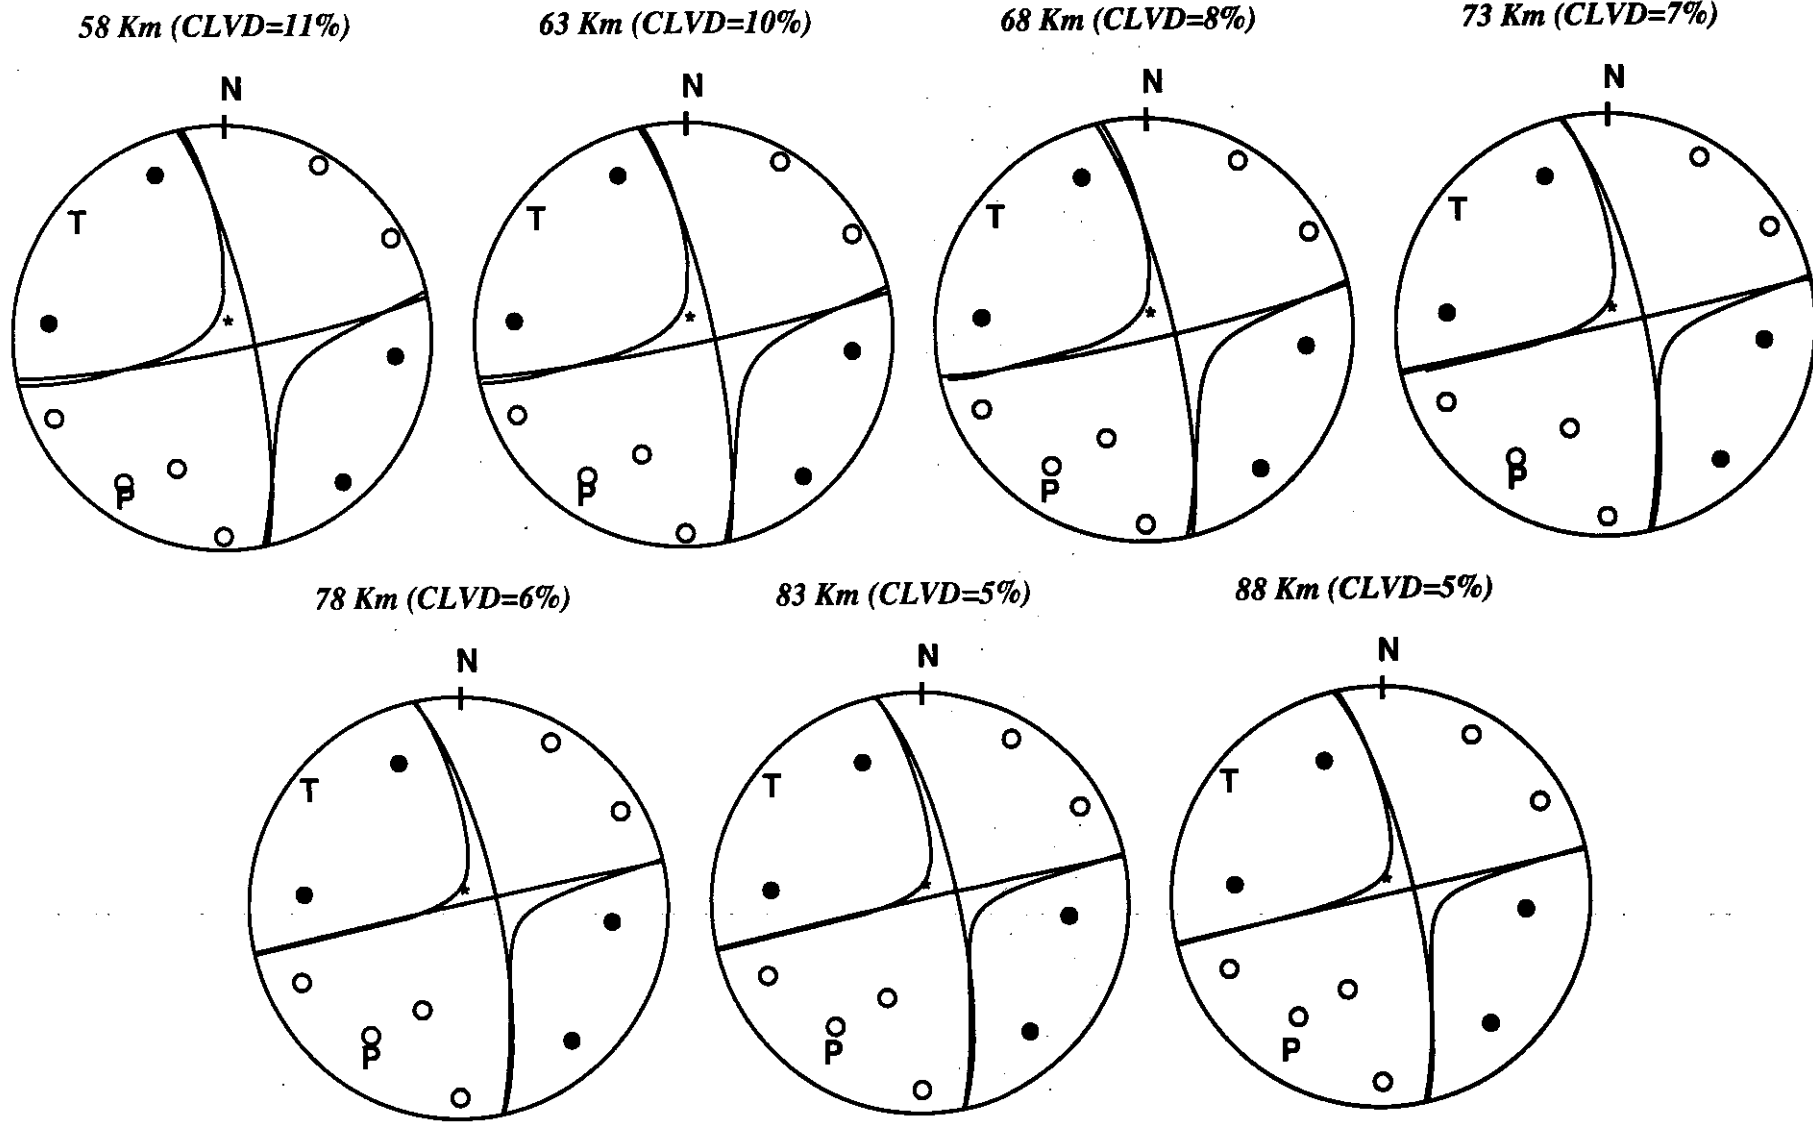 58 Km (CLVD=11%)
63 Km (CLVD=10%)
68 Km (CLVD=8%)
73 Km (CLVD=7%)
N
N
N
N
T
T
T
T
*
*
*
*
P
P
P
P
78 Km (CLVD=6%)
83 Km (CLVD=5%)
88 Km (CLVD=5%)
N
N
N
T
T
T
*
*
*
P
P
P